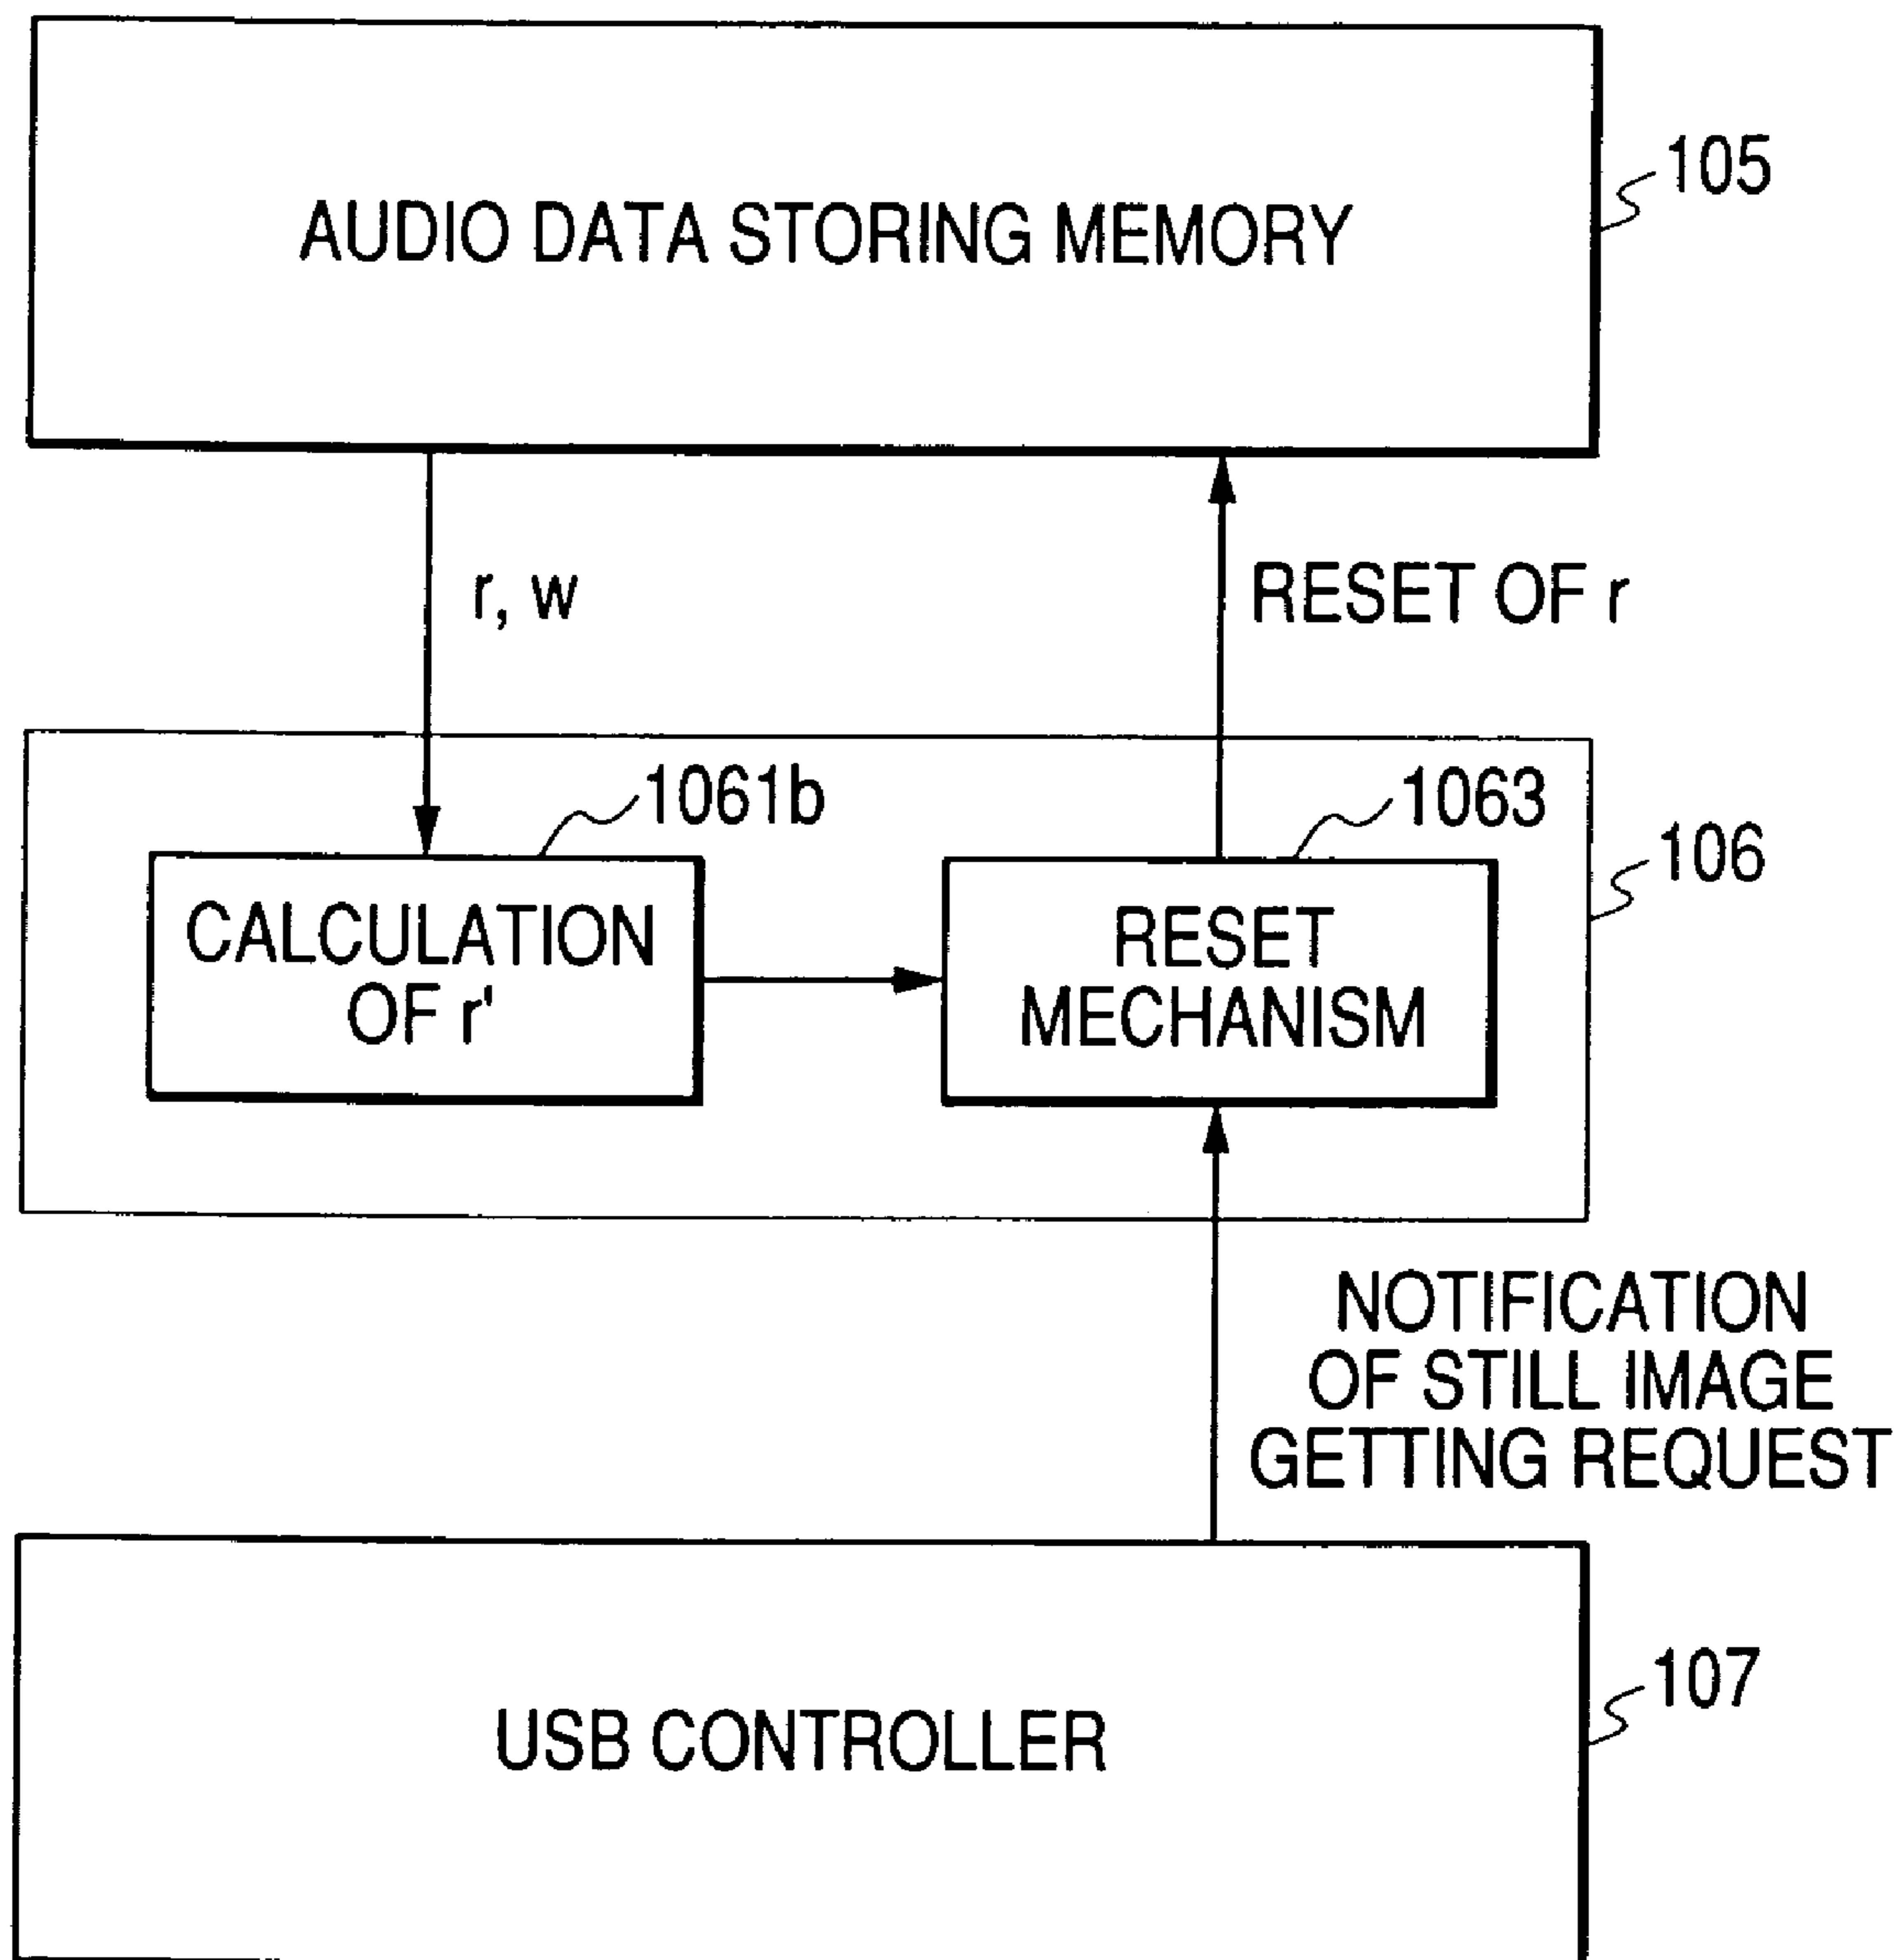 AUDIO DATA STORING MEMORY
105
r, w
RESET OF r
1061b
1063
106
CALCULATION
OF r'
RESET
MECHANISM
NOTIFICATION
OF STILL IMAGE
GETTING REQUEST
107
USB CONTROLLER